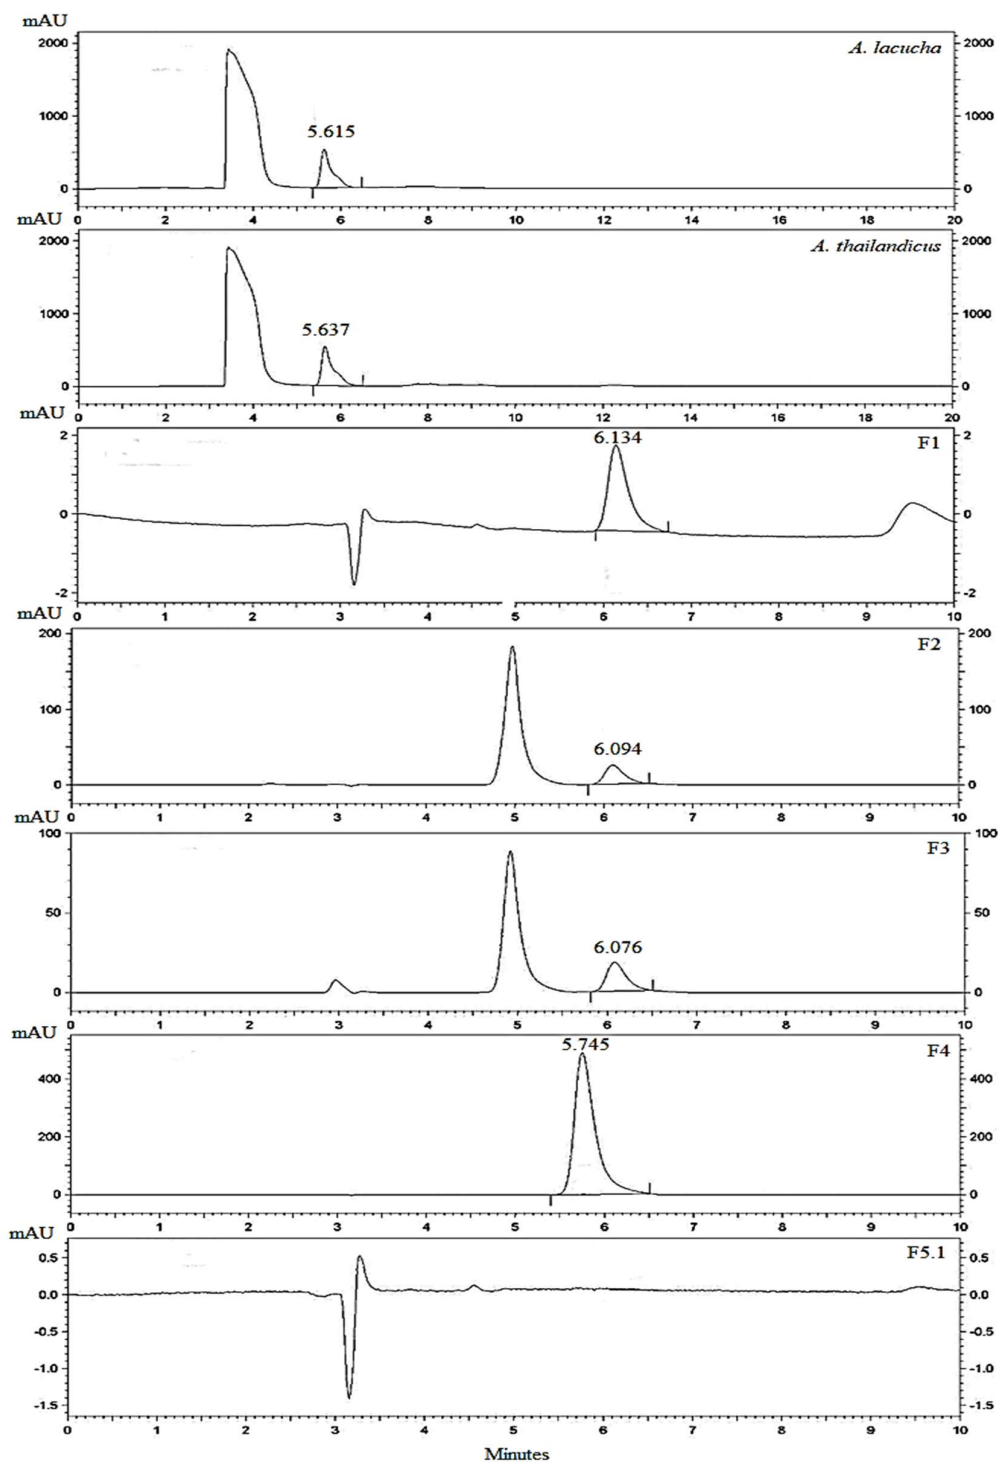 mAU
A. lacucha
2000 2000
5.615
1000 1000
0 0
0 2 4 6 8 10 12 14 16 18 20
mAU
A. thailandicus
2000 2000
5.637
1000 1000
0 0
0 2 4 6 8 10 12 14 16 18 20
mAU
6.134
F1
2 2
0 0
-2 -2
0 1 2 3 4 5 6 7 8 9 10
mAU
F2
200 200
100 100
6.094
0 0
0 1 2 3 4 5 6 7 8 9 10
mAU
F3
100 100
50 50
6.076
0 0
0 1 2 3 4 5 6 7 8 9 10
mAU
5.745
F4
400 400
200 200
0 0
0 1 2 3 4 5 6 7 8 9 10
mAU
F5.1
0.5 0.5
0.0 0.0
-0.5 -0.5
-1.0 -1.0
-1.5 -1.5
0 1 2 3 4 5 6 7 8 9 10
Minutes